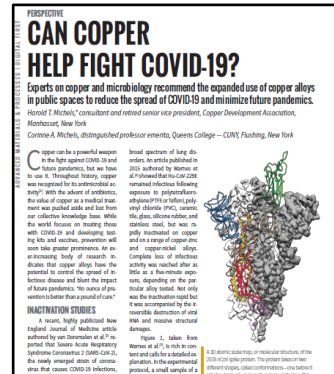 PERSPECTIVE
CAN COPPER
HELP FIGHT COVID-19?
Experts on copper and microbiology recommend the expanded use of copper alloys
in public spaces to reduce the spread of COVID-19 and minimize future pandemics.
Harold T. Michels,* consultant and retired senior vice president, Copper Development Association,
Manhasset, New York
Corinne A. Michels, distinguished professor emerita, Queens College — CUNY, Flushing, New York
ADVANCED MATERIALS & PROCESSES | DIGITAL FIRST
Copper can be a powerful weapon
in the fight against COVID-19 and
future pandemics, but we have
to use it. Throughout history, copper
was recognized for its antimicrobial ac-
tivity. With the advent of antibiotics,
the value of copper as a medical treat-
ment was pushed aside and lost from
our collective knowledge base. While
the world focuses on treating those
with COVID-19 and developing test-
ing kits and vaccines, prevention will
soon take greater prominence. An ev-
er-increasing body of research in-
dicates that copper alloys have the
potential to control the spread of in-
fectious disease and blunt the impact
of future pandemics. "An ounce of pre-
vention is better than a pound of cure."
INACTIVATION STUDIES
A recent, highly publicized New
England Journal of Medicine article
authored by van Doremalen et al. re-
ported that Severe Acute Respiratory
Syndrome Coronavirus 2 (SARS-CoV-2),
the newly emerged strain of corona-
virus that causes COVID-19 infections,
broad spectrum of lung dis-
orders. An article published in
2015 authored by Warnes et
al. showed that Hu-CoV-229E
remained infectious following
exposure to polytetrafluoro-
ethylene (PTFE or Teflon), poly-
vinyl chloride (PVC), ceramic
tile, glass, silicone rubber, and
stainless steel, but was ra-
pidly inactivated on copper
and on a range of copper-zinc
and copper-nickel alloys.
Complete loss of infectious
activity was reached after as
little as a five-minute expo-
sure, depending on the par-
ticular alloy tested. Not only
was the inactivation rapid but
it was accompanied by the ir-
reversible destruction of viral
RNA and massive structural
damages.
Figure 1, taken from
Warnes et al., is rich in con-
tent and calls for a detailed ex-
planation. In the experimental
protocol, a small sample of a
A 3D atomic scale map, or molecular structure, of the
2019-nCoV spike protein. The protein takes on two
different shapes, called conformations—one before it